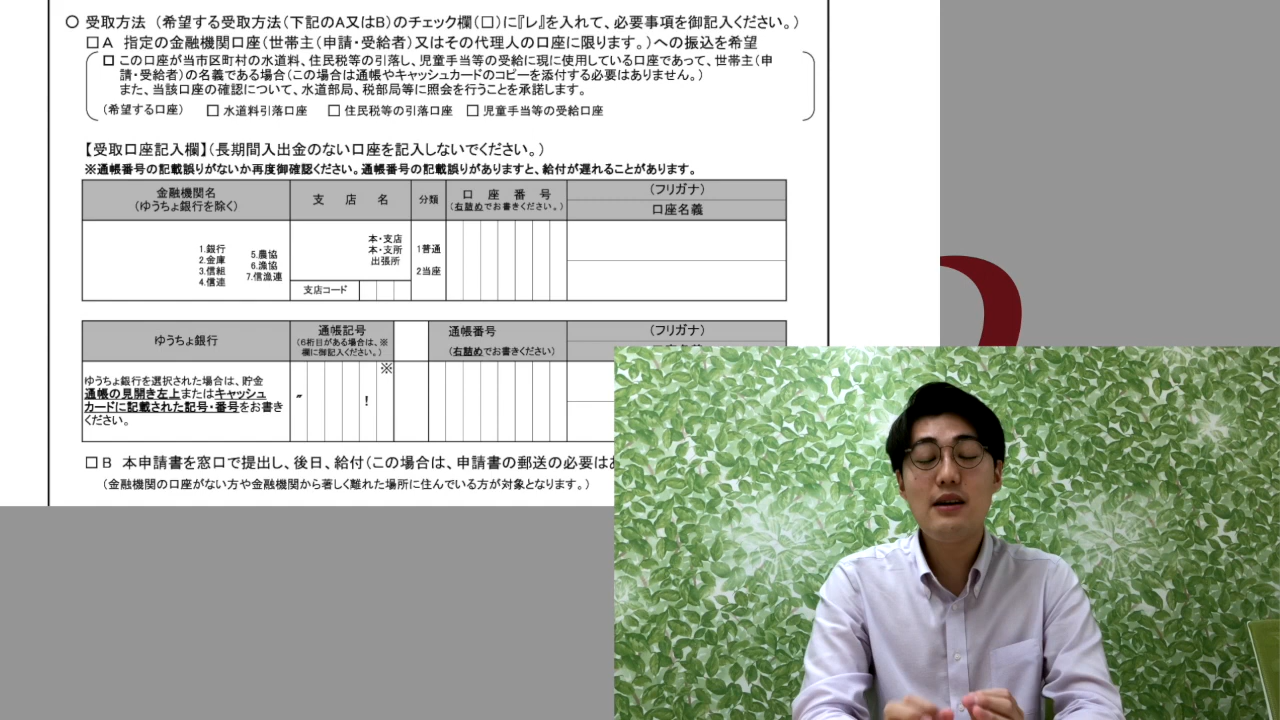 ○ 受取方法 （希望する受取方法（下記のA又はB）のチェック欄（□）に『レ』を入れて、必要事項を御記入ください。）
□ A 指定の金融機関口座（世帯主（申請・受給者）又はその代理人の口座に限ります。）への振込を希望
□ この口座が当市区町村の水道料、住民税等の引落し、児童手当等の受給に現に使用している口座であって、世帯主（申
請・受給者）の名義である場合（この場合は通帳やキャッシュカードのコピーを添付する必要はありません。）
また、当該口座の確認について、水道部局、税部局等に照会を行うことを承諾します。
（希望する口座） □ 水道料引落口座 □ 住民税等の引落口座 □ 児童手当等の受給口座
【受取口座記入欄】（長期間入出金のない口座を記入しないでください。）
※通帳番号の記載誤りがないか再度御確認ください。通帳番号の記載誤りがありますと、給付が遅れることがあります。
金融機関名
（ゆうちょ銀行を除く）
支店名
分類
口座番号
（右詰めでお書きください。）
（フリガナ）
口座名義
1.銀行
2.金庫
3.信組
4.信連
5.農協
6.漁協
7.信漁連
本・支店
本・支所
出張所
支店コード
1普通
2当座
ゆうちょ銀行
通帳記号
（6桁目がある場合は、※
欄に御記入ください。）
通帳番号
（右詰めでお書きください）
（フリガナ）
ゆうちょ銀行を選択された場合は、貯金
通帳の見開き左上またはキャッシュ
カードに記載された記号・番号をお書き
ください。
※
□ B 本申請書を窓口で提出し、後日、給付（この場合は、申請書の郵送の必要は
（金融機関の口座がない方や金融機関から著しく離れた場所に住んでいる方が対象となります。）